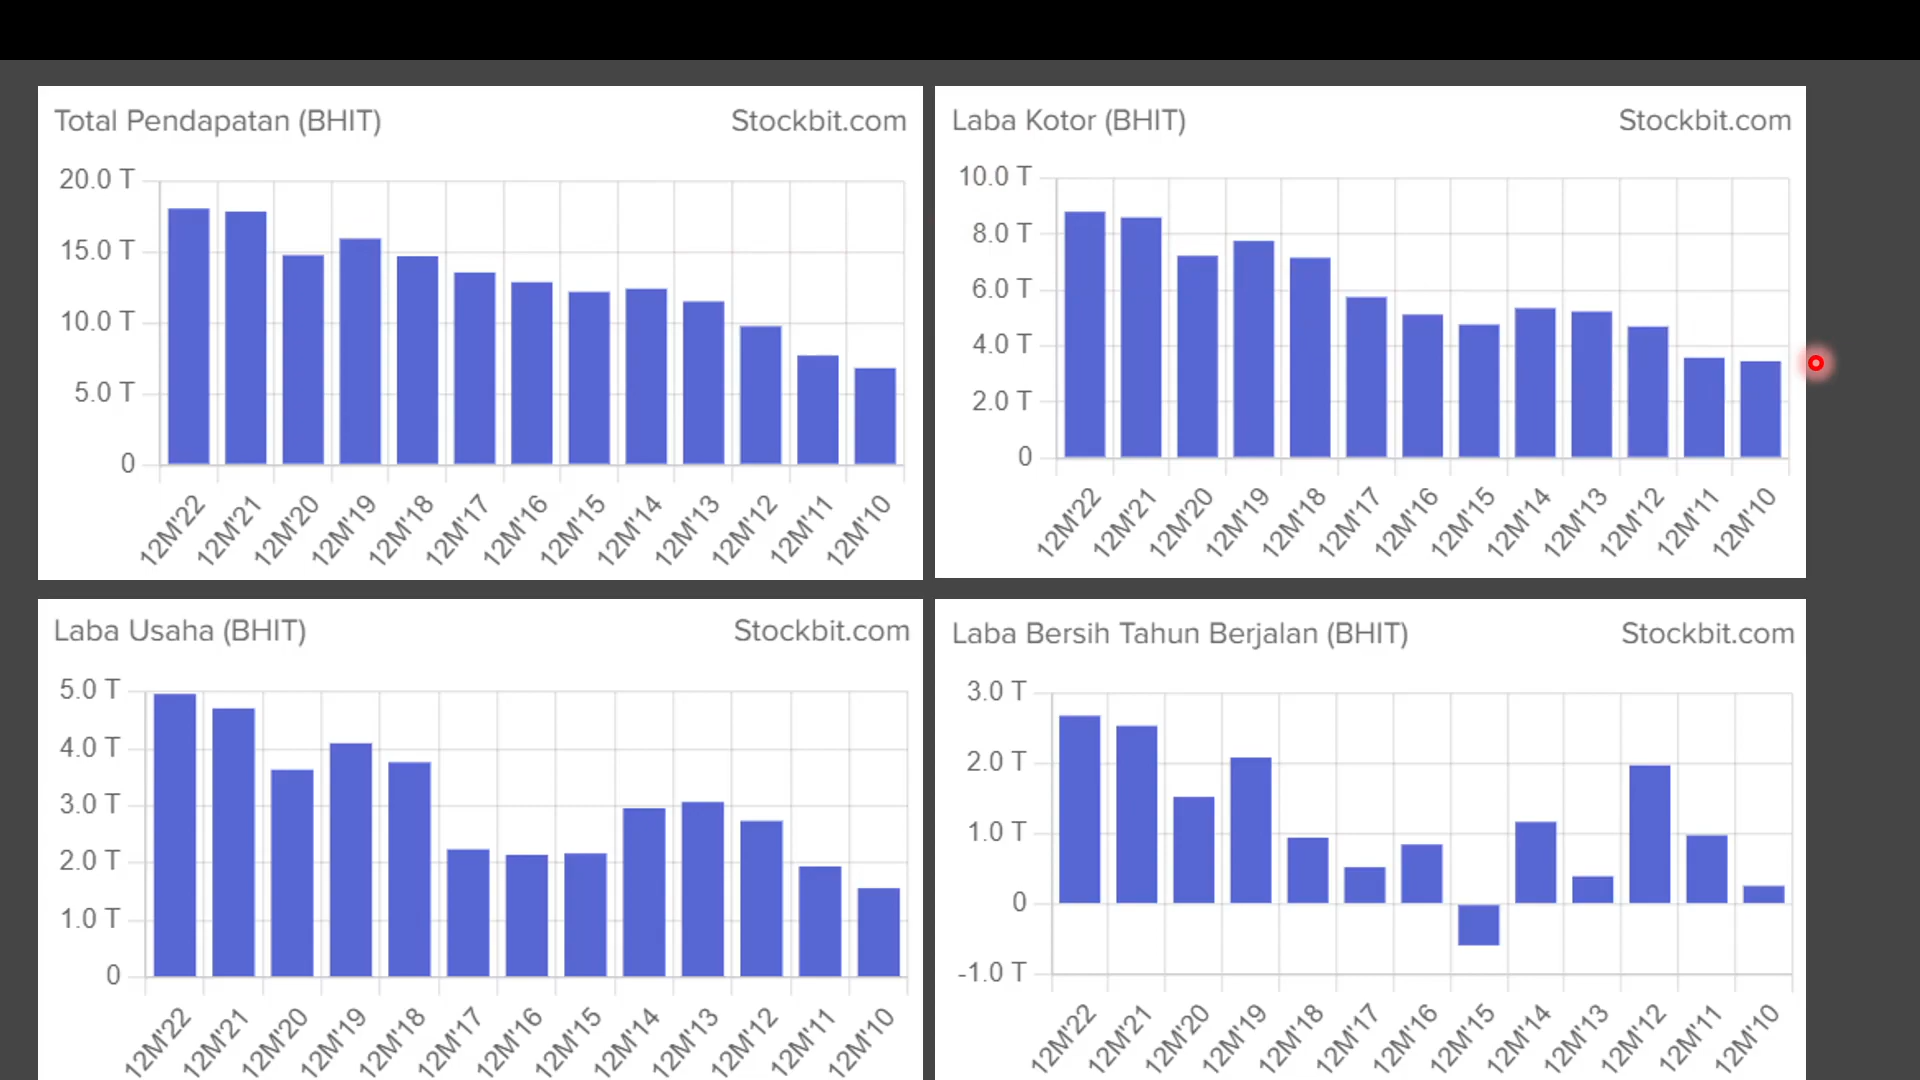 Total Pendapatan (BHIT) Stockbit.com
20.0 T
15.0 T
10.0 T
5.0 T
0
12M'22 12M'21 12M'20 12M'19 12M'18 12M'17 12M'16 12M'15 12M'14 12M'13 12M'12 12M'11 12M'10
Laba Kotor (BHIT) Stockbit.com
10.0 T
8.0 T
6.0 T
4.0 T
2.0 T
0
12M'22 12M'21 12M'20 12M'19 12M'18 12M'17 12M'16 12M'15 12M'14 12M'13 12M'12 12M'11 12M'10
Laba Usaha (BHIT) Stockbit.com
5.0 T
4.0 T
3.0 T
2.0 T
1.0 T
0
12M'22 12M'21 12M'20 12M'19 12M'18 12M'17 12M'16 12M'15 12M'14 12M'13 12M'12 12M'11 12M'10
Laba Bersih Tahun Berjalan (BHIT) Stockbit.com
3.0 T
2.0 T
1.0 T
0
-1.0 T
12M'22 12M'21 12M'20 12M'19 12M'18 12M'17 12M'16 12M'15 12M'14 12M'13 12M'12 12M'11 12M'10